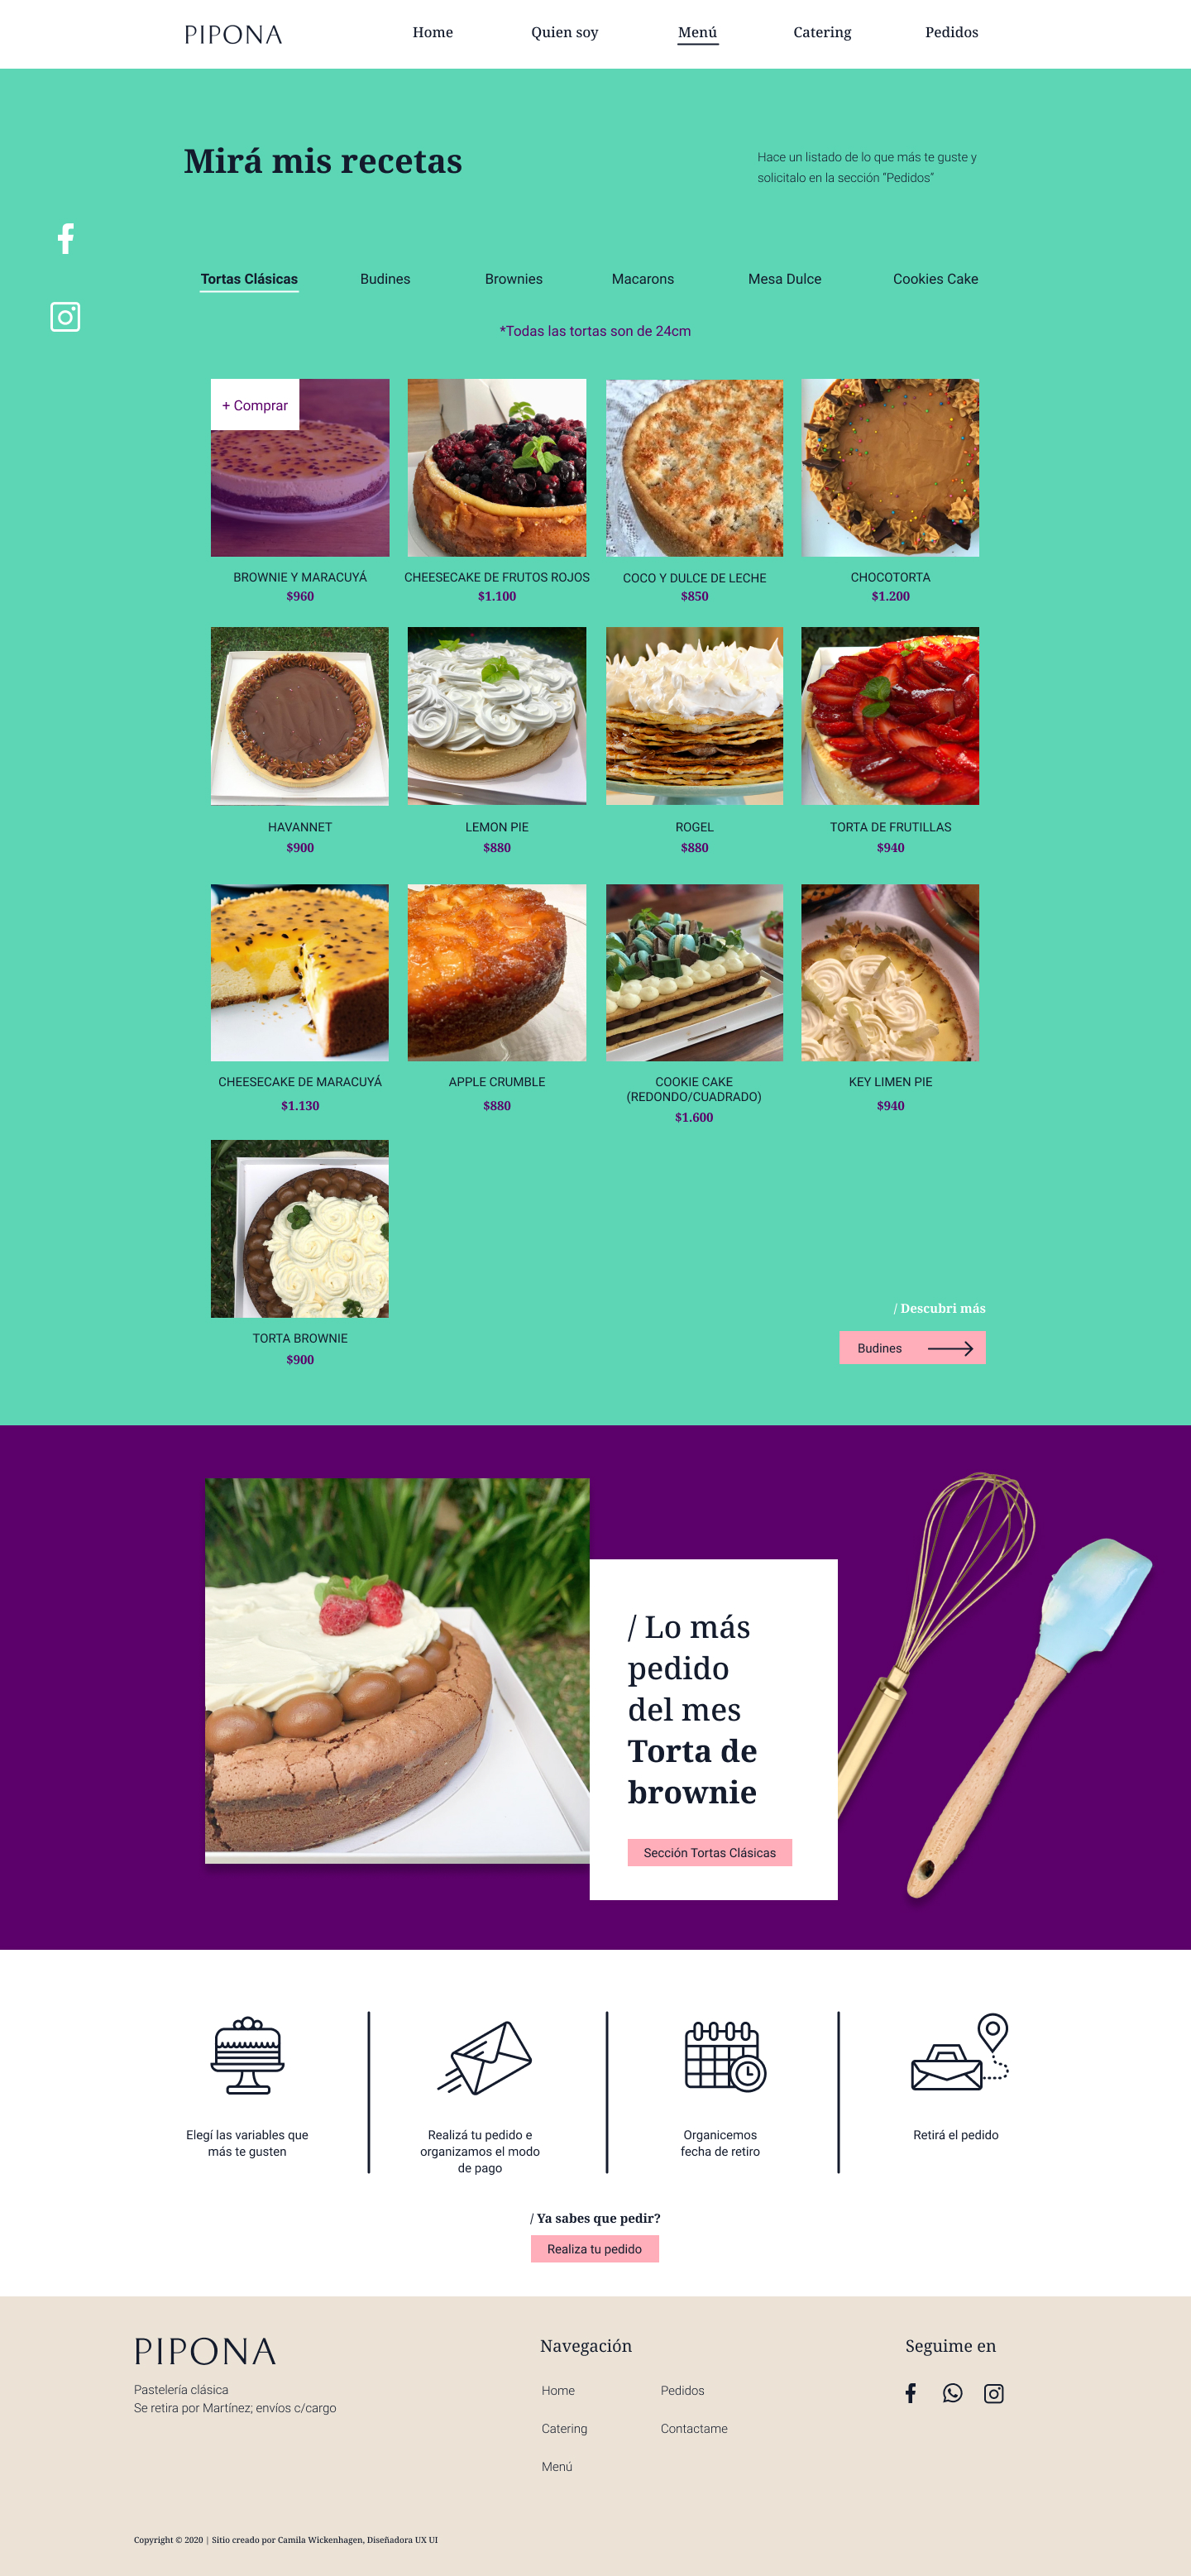 PIPONA
Home
Quien soy
Menú
Catering
Pedidos
Mirá mis recetas
Hace un listado de lo que más te guste y
solicitalo en la sección “Pedidos”
Tortas Clásicas
Budines
Brownies
Macarons
Mesa Dulce
Cookies Cake
*Todas las tortas son de 24cm
+ Comprar
BROWNIE Y MARACUYÁ
$960
CHEESECAKE DE FRUTOS ROJOS
$1.100
COCO Y DULCE DE LECHE
$850
CHOCOTORTA
$1.200
HAVANNET
$900
LEMON PIE
$880
ROGEL
$880
TORTA DE FRUTILLAS
$940
CHEESECAKE DE MARACUYÁ
$1.130
APPLE CRUMBLE
$880
COOKIE CAKE
(REDONDO/CUADRADO)
$1.600
KEY LIMEN PIE
$940
TORTA BROWNIE
$900
/ Descubri más
Budines
/ Lo más
pedido
del mes
Torta de
brownie
Sección Tortas Clásicas
Elegí las variables que
más te gusten
Realizá tu pedido e
organizamos el modo
de pago
Organicemos
fecha de retiro
Retirá el pedido
/ Ya sabes que pedir?
Realiza tu pedido
PIPONA
Pastelería clásica
Se retira por Martínez; envíos c/cargo
Navegación
Home
Pedidos
Catering
Contactame
Menú
Seguime en
Copyright © 2020 | Sitio creado por Camila Wickenhagen, Diseñadora UX UI